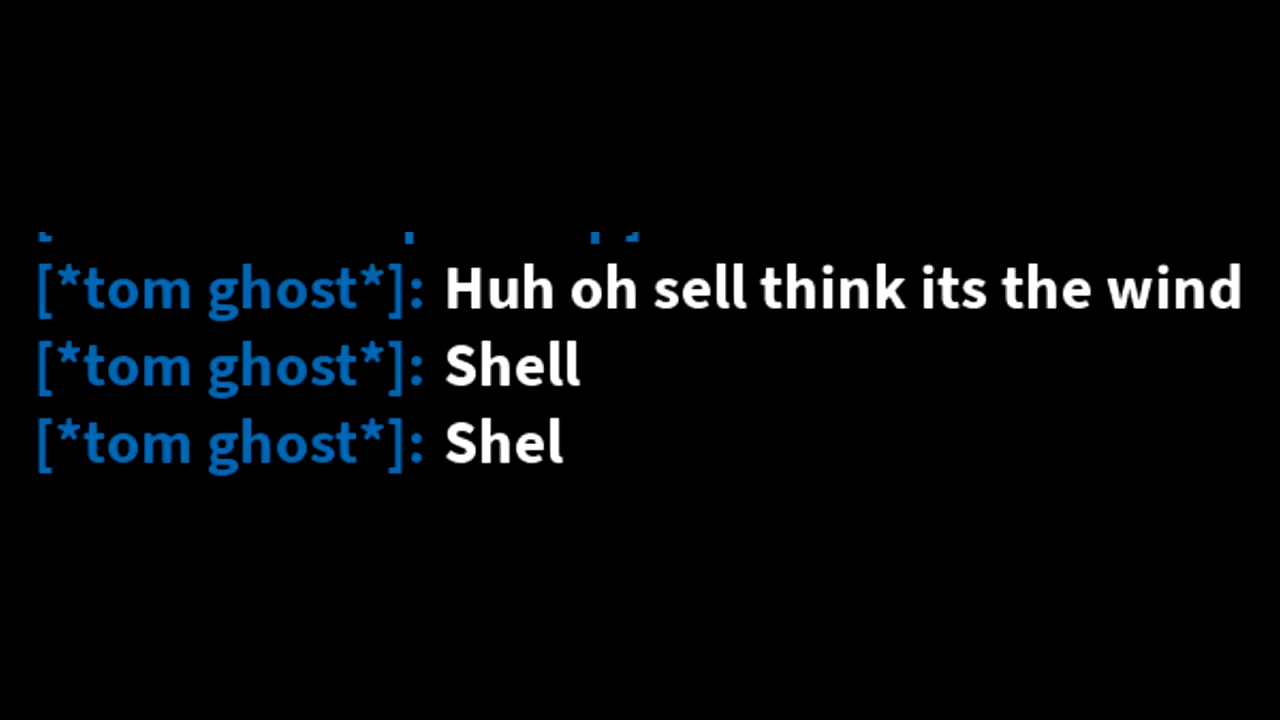 [*tom ghost*]: Huh oh sell think its the wind
[*tom ghost*]: Shell
[*tom ghost*]: Shel